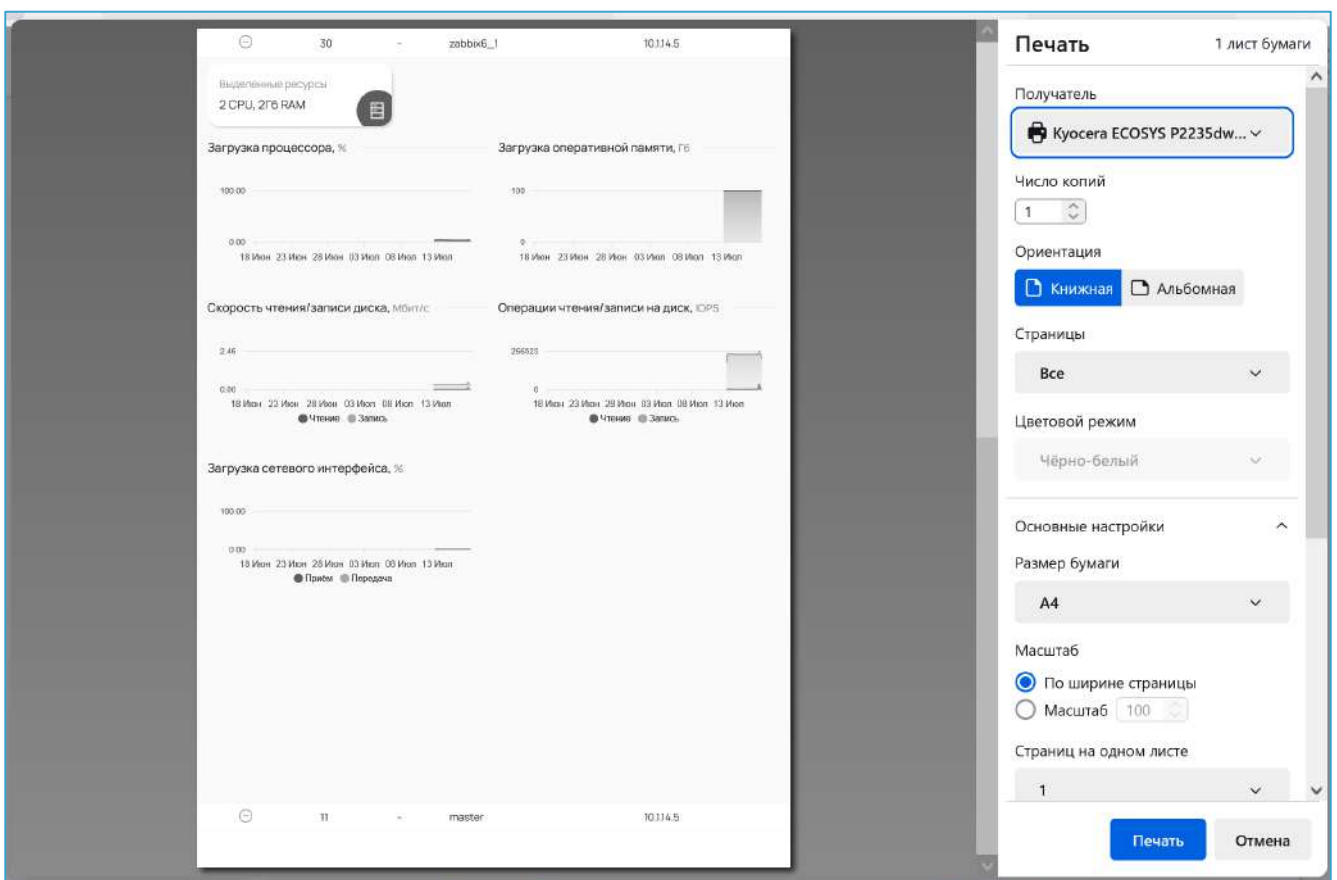 30 - zabbix6_1 10.1.14.5
Выделенные ресурсы
2 CPU, 2Гб RAM
Загрузка процессора, %
100.00
0.00
18 Июн 23 Июн 28 Июн 03 Июл 08 Июл 13 Июл
Загрузка оперативной памяти, Гб
100
0
18 Июн 23 Июн 28 Июн 03 Июл 08 Июл 13 Июл
Скорость чтения/записи диска, Мбит/с
2.46
0.00
18 Июн 23 Июн 28 Июн 03 Июл 08 Июл 13 Июл
Чтение Запись
Операции чтения/записи на диск, IOPS
0
18 Июн 23 Июн 28 Июн 03 Июл 08 Июл 13 Июл
Чтение Запись
Загрузка сетевого интерфейса, %
100.00
0.00
18 Июн 23 Июн 28 Июн 03 Июл 08 Июл 13 Июл
Приём Передача
11 - master 10.1.14.5
Печать 1 лист бумаги
Получатель
Kyocera ECOSYS P2235dw...
Число копий
1
Ориентация
Книжная Альбомная
Страницы
Все
Цветовой режим
Чёрно-белый
Основные настройки
Размер бумаги
A4
Масштаб
По ширине страницы
Масштаб 100
Страниц на одном листе
1
Печать Отмена